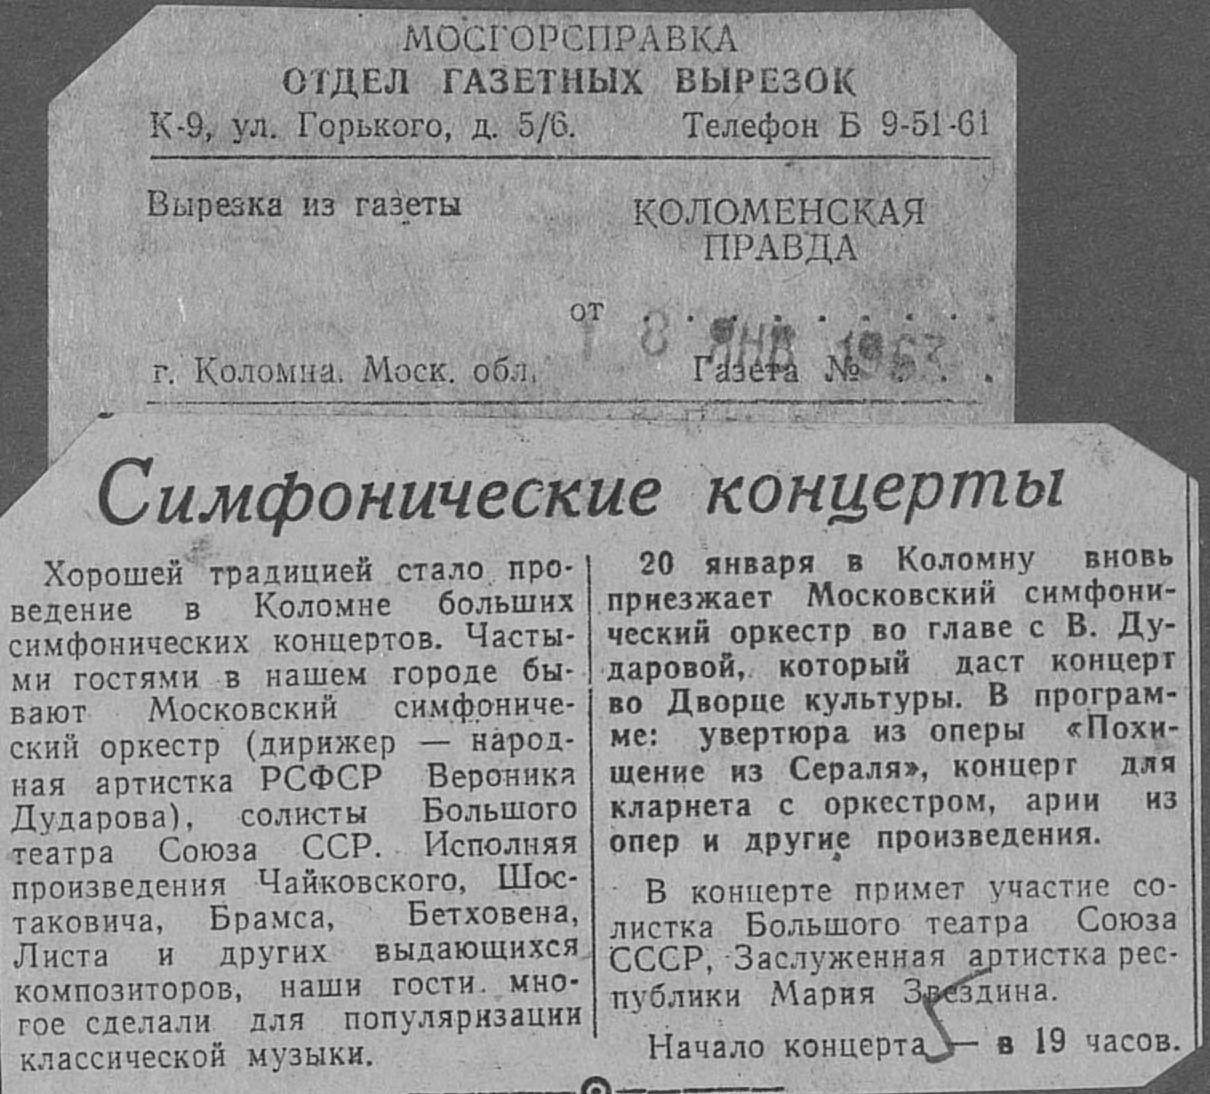 МОСГОРСПРАВКА
ОТДЕЛ ГАЗЕТНЫХ ВЫРЕЗОК
К-9, ул. Горького, д. 5/6. Телефон Б 9-51-61
Вырезка из газеты
КОЛОМЕНСКАЯ
ПРАВДА
от . . . . . . . . .
1 8 ЯНВ 1963
г. Коломна. Моск. обл. Газета № . . .
Симфонические концерты
Хорошей традицией стало про-
ведение в Коломне больших
симфонических концертов. Часты-
ми гостями в нашем городе бы-
вают Московский симфониче-
ский оркестр (дирижер — народ-
ная артистка РСФСР Вероника
Дударова), солисты Большого
театра Союза ССР. Исполняя
произведения Чайковского, Шос-
таковича, Брамса, Бетховена,
Листа и других выдающихся
композиторов, наши гости мно-
гое сделали для популяризации
классической музыки.
20 января в Коломну вновь
приезжает Московский симфони-
ческий оркестр во главе с В. Ду-
даровой, который даст концерт
во Дворце культуры. В програм-
ме: увертюра из оперы «Похи-
щение из Сераля», концерт для
кларнета с оркестром, арии из
опер и другие произведения.
В концерте примет участие со-
листка Большого театра Союза
СССР, Заслуженная артистка рес-
публики Мария Звездина.
Начало концерта — в 19 часов.